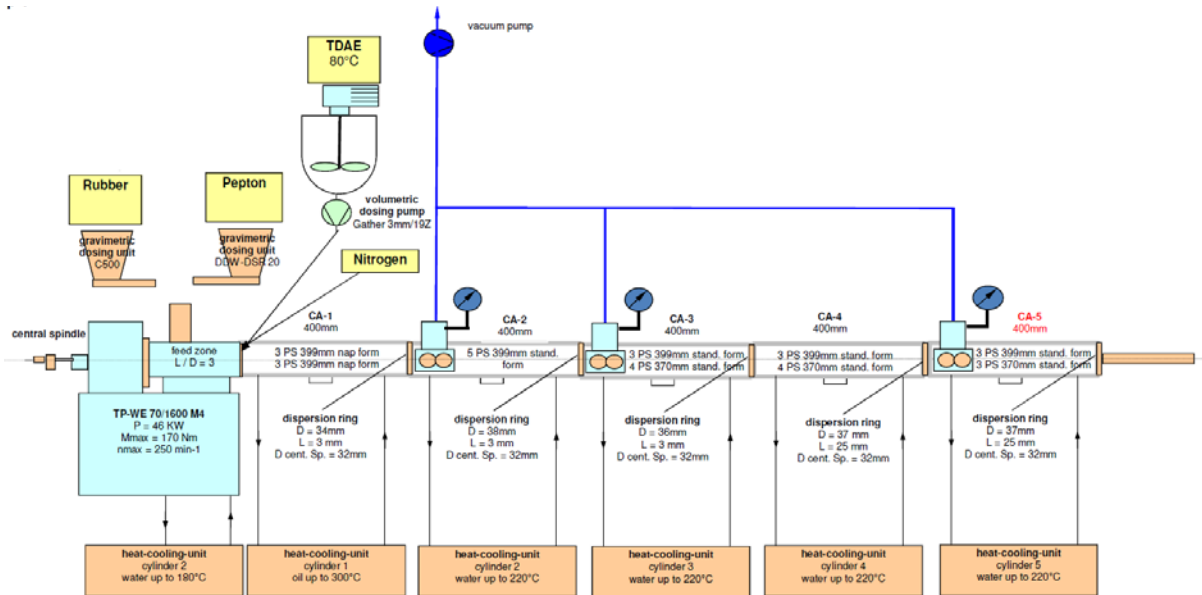 vacuum pump
TDAE
80°C
Rubber
Pepton
volumetric
dosing pump
Gather 3mm/19Z
gravimetric
dosing unit
C500
gravimetric
dosing unit
DDW-DSR 20
Nitrogen
central spindle
CA-1
400mm
CA-2
400mm
CA-3
400mm
CA-4
400mm
CA-5
400mm
feed zone
L / D = 3
3 PS 399mm nap form
3 PS 399mm nap form
5 PS 399mm stand.
form
3 PS 399mm stand. form
4 PS 370mm stand. form
3 PS 399mm stand. form
4 PS 370mm stand. form
3 PS 399mm stand. form
3 PS 370mm stand. form
TP-WE 70/1600 M4
P = 46 KW
Mmax = 170 Nm
nmax = 250 min-1
dispersion ring
D = 34mm
L = 3 mm
D cent. Sp. = 32mm
dispersion ring
D = 38mm
L = 3 mm
D cent. Sp. = 32mm
dispersion ring
D = 36mm
L = 3 mm
D cent. Sp. = 32mm
dispersion ring
D = 37 mm
L = 25 mm
D cent. Sp. = 32mm
dispersion ring
D = 37mm
L = 25 mm
D cent. Sp. = 32mm
heat-cooling-unit
cylinder 2
water up to 180°C
heat-cooling-unit
cylinder 1
oil up to 300°C
heat-cooling-unit
cylinder 2
water up to 220°C
heat-cooling-unit
cylinder 3
water up to 220°C
heat-cooling-unit
cylinder 4
water up to 220°C
heat-cooling-unit
cylinder 5
water up to 220°C